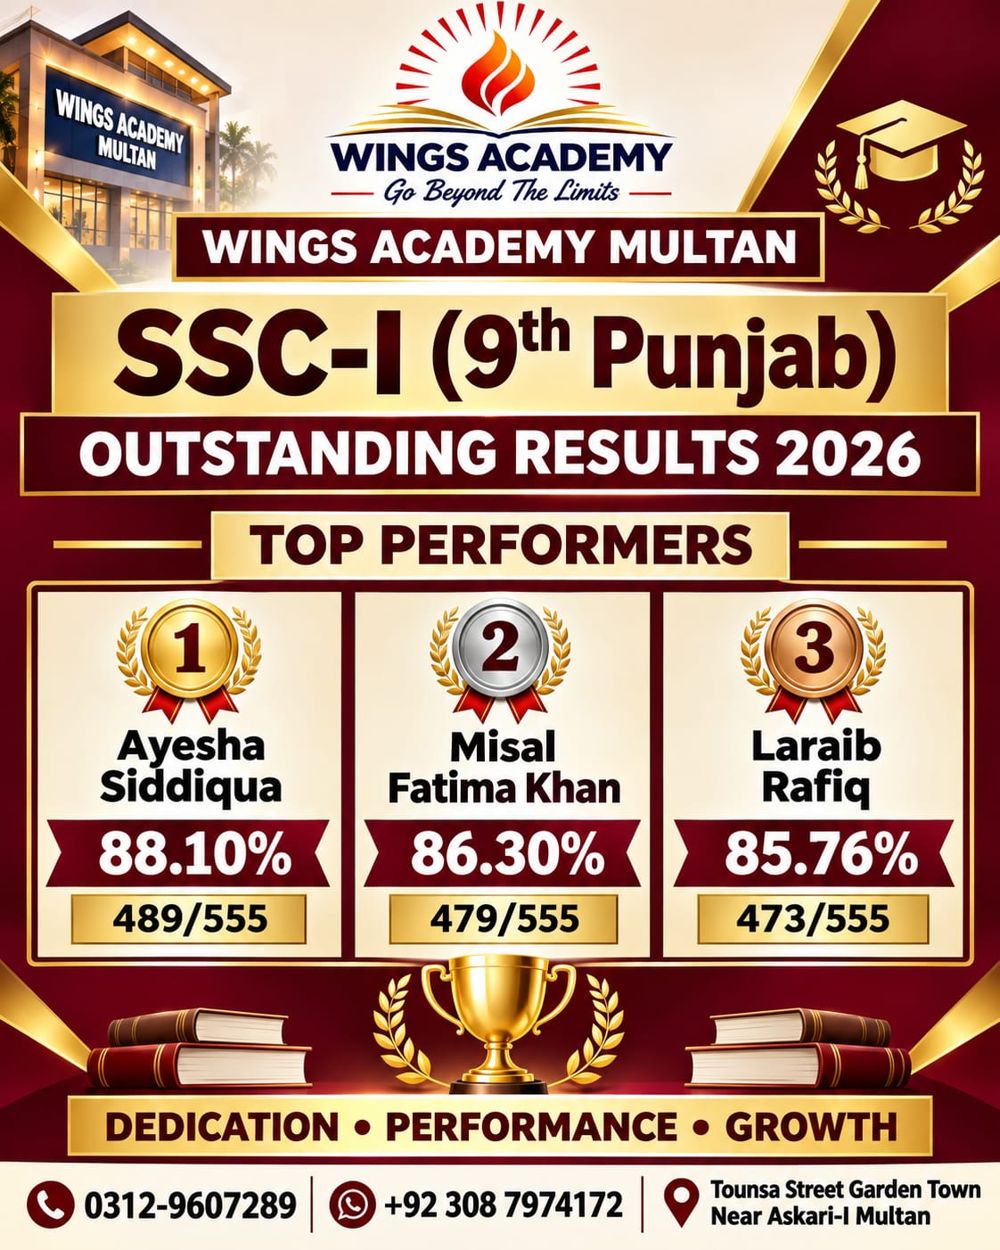 WINGS ACADEMY
MULTAN
WINGS ACADEMY
Go Beyond The Limits
WINGS ACADEMY MULTAN
SSC-I (9th Punjab)
OUTSTANDING RESULTS 2026
TOP PERFORMERS
1
Ayesha
Siddiqua
88.10%
489/555
2
Misal
Fatima Khan
86.30%
479/555
3
Laraib
Rafiq
85.76%
473/555
DEDICATION • PERFORMANCE • GROWTH
0312-9607289
+92 308 7974172
Tounsa Street Garden Town
Near Askari-I Multan